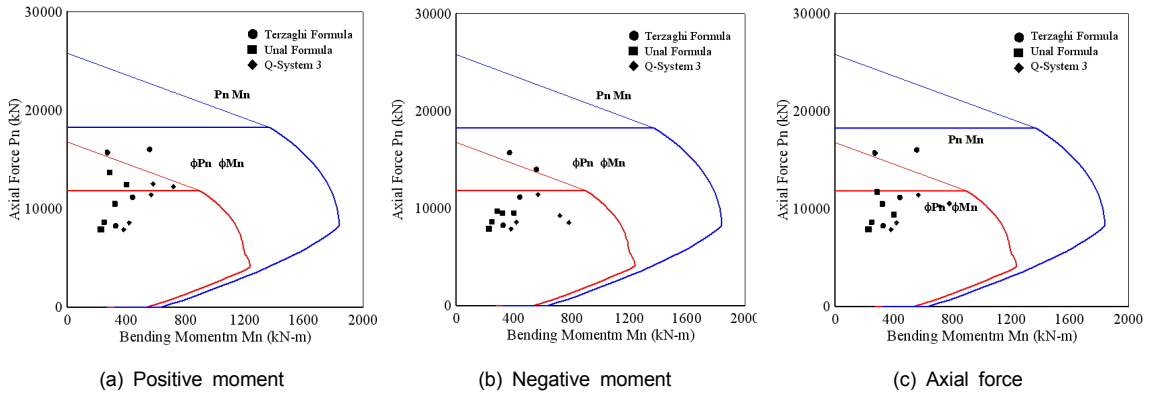 30000
20000
10000
0
0 400 800 1200 1600 2000
Axial Force Pn (kN)
Bending Momentm Mn (kN-m)
Terzaghi Formula
Unal Formula
Q-System 3
Pn Mn
ϕPn ϕMn
(a) Positive moment
30000
20000
10000
0
0 400 800 1200 1600 2000
Axial Force Pn (kN)
Bending Momentm Mn (kN-m)
Terzaghi Formula
Unal Formula
Q-System 3
Pn Mn
ϕPn ϕMn
(b) Negative moment
30000
20000
10000
0
0 400 800 1200 1600 2000
Axial Force Pn (kN)
Bending Momentm Mn (kN-m)
Terzaghi Formula
Unal Formula
Q-System 3
Pn Mn
ϕPn ϕMn
(c) Axial force